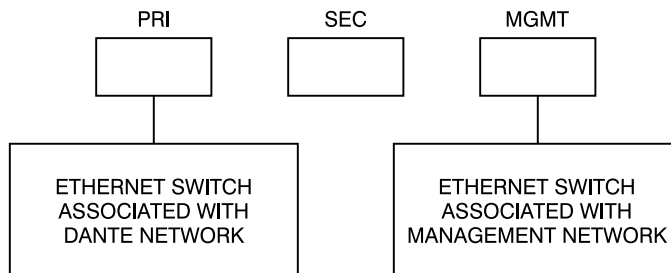 PRI
SEC
MGMT
ETHERNET SWITCH
ASSOCIATED WITH
DANTE NETWORK
ETHERNET SWITCH
ASSOCIATED WITH
MANAGEMENT NETWORK